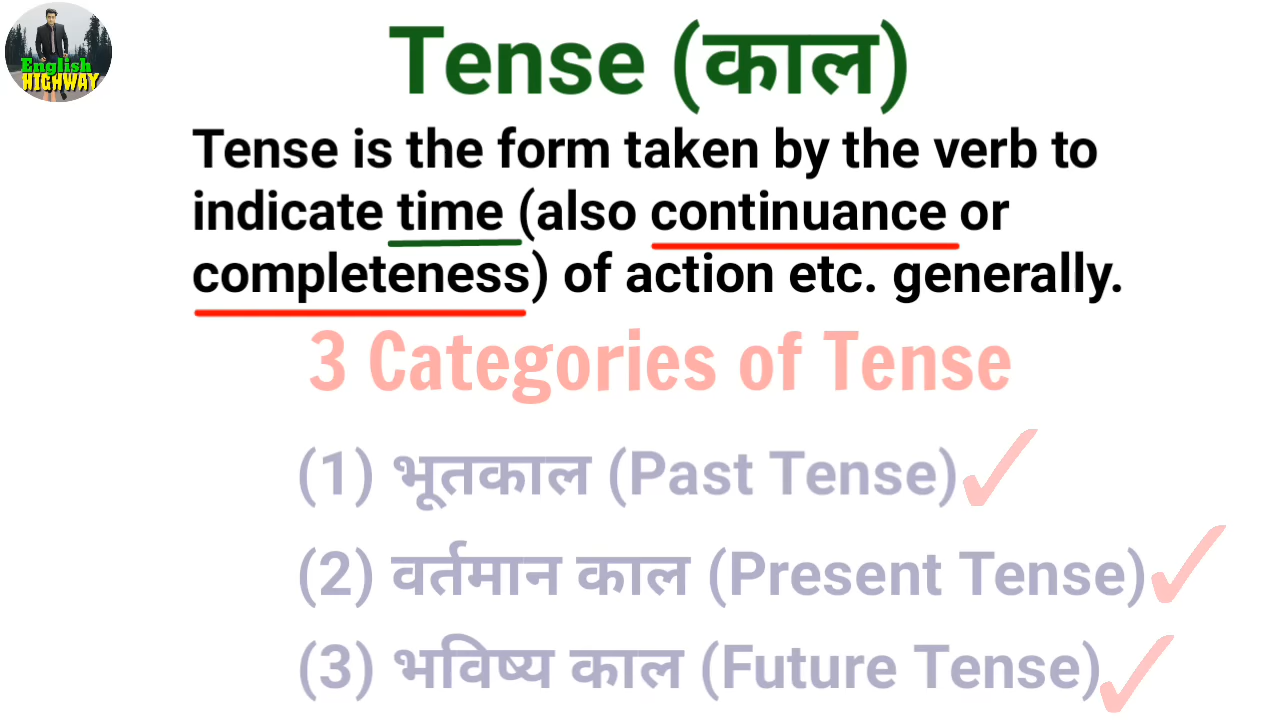 English
HIGHWAY
Tense (काल)
Tense is the form taken by the verb to
indicate time (also continuance or
completeness) of action etc. generally.
3 Categories of Tense
(1) भूतकाल (Past Tense)
(2) वर्तमान काल (Present Tense)
(3) भविष्य काल (Future Tense)